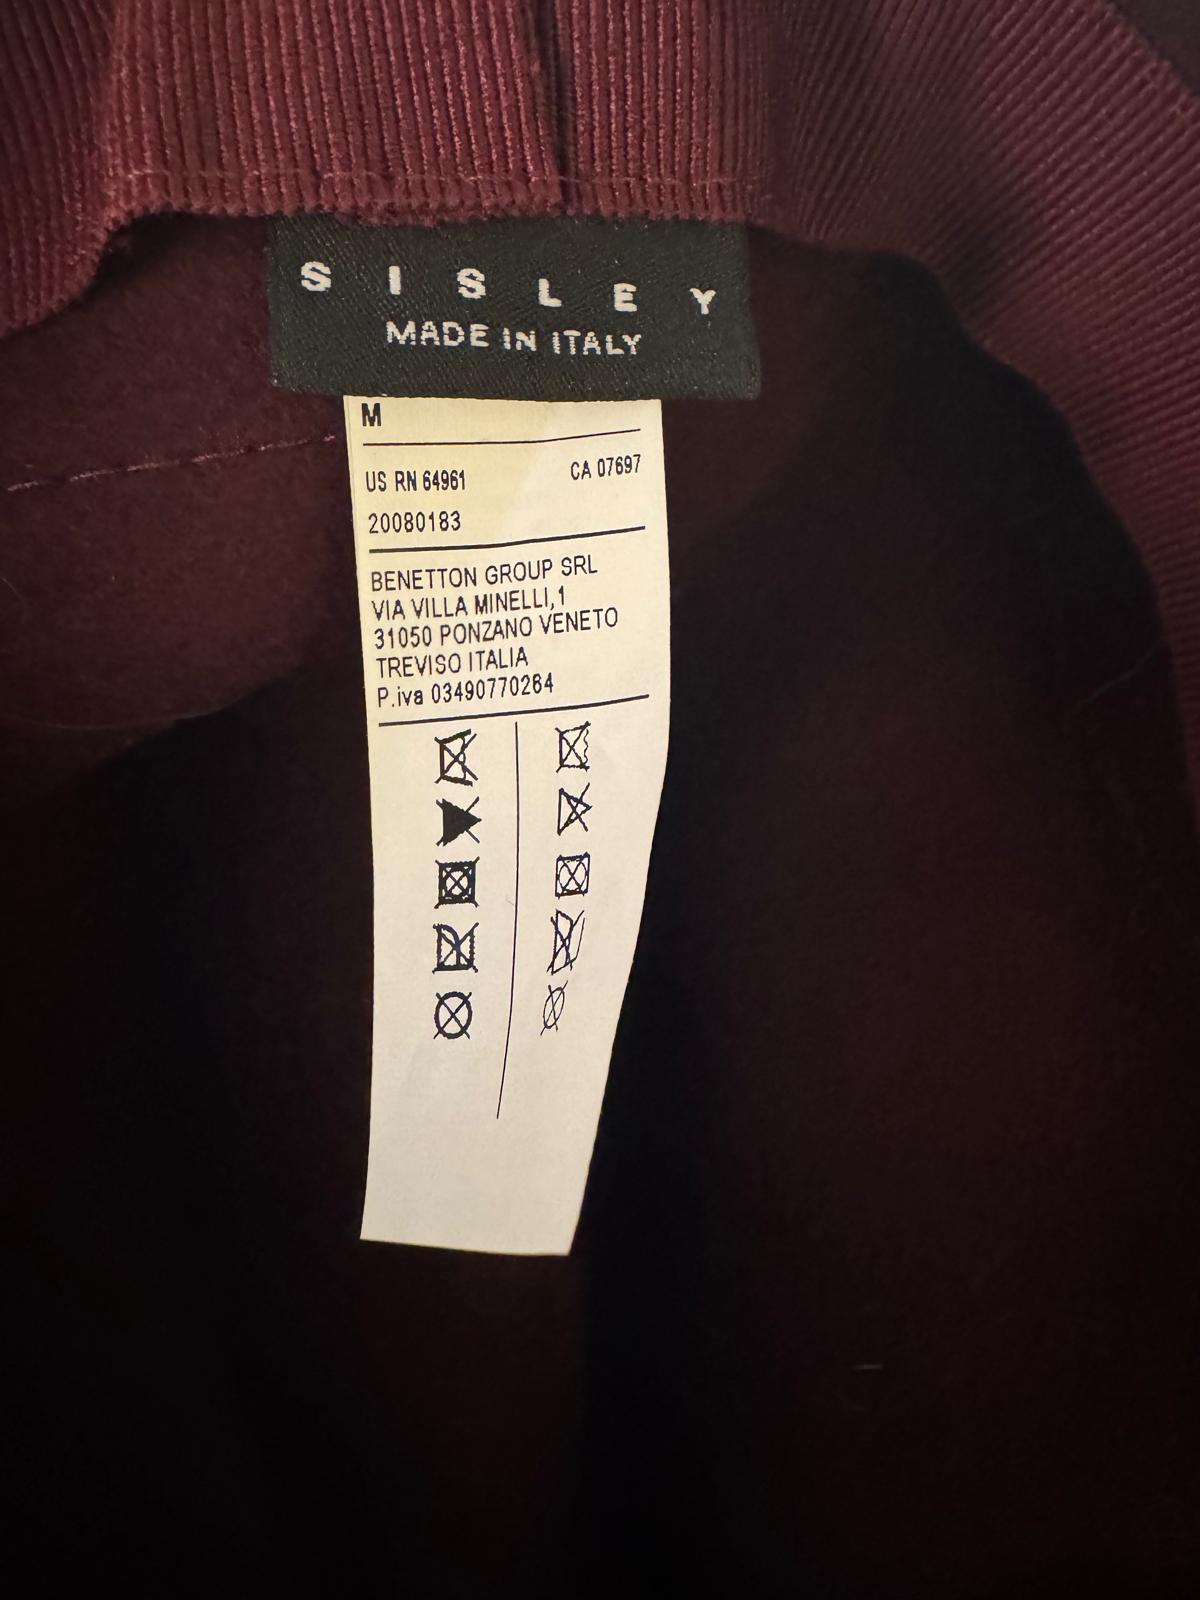 SISLEY
MADE IN ITALY
M
US RN 64961 CA 07697
20080183
BENETTON GROUP SRL
VIA VILLA MINELLI,1
31050 PONZANO VENETO
TREVISO ITALIA
P.iva 03490770264